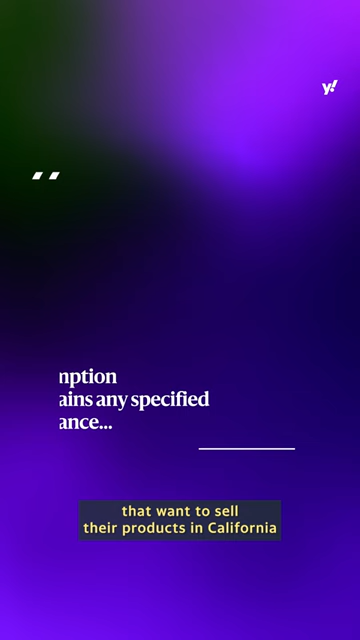 y!
"
nption
ains any specified
ance...
that want to sell
their products in California